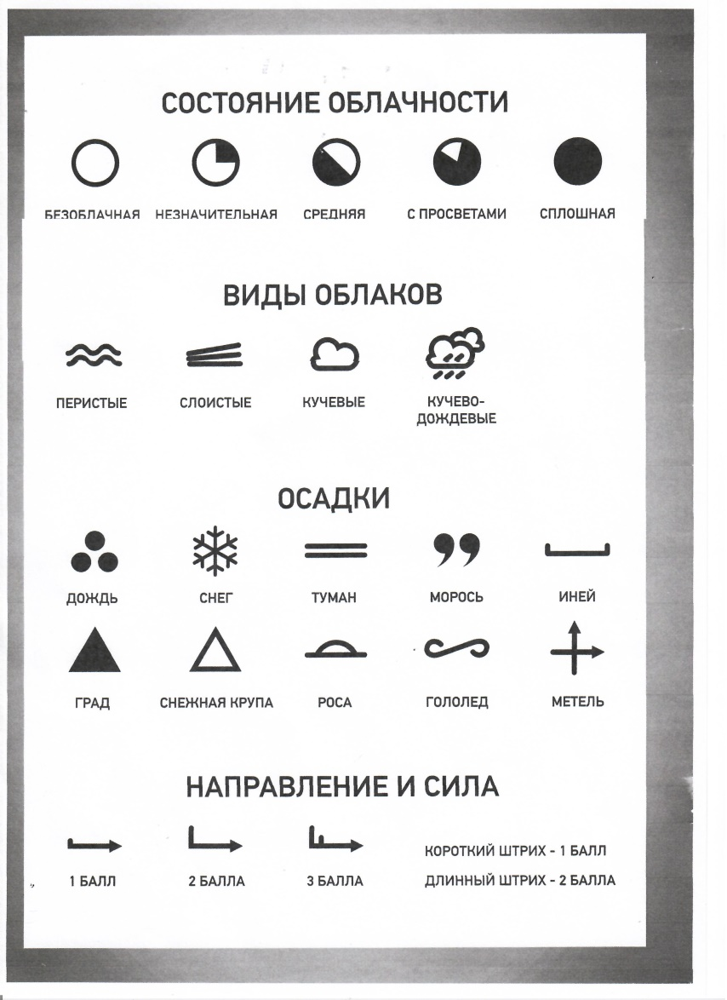 СОСТОЯНИЕ ОБЛАЧНОСТИ
БЕЗОБЛАЧНАЯ НЕЗНАЧИТЕЛЬНАЯ СРЕДНЯЯ С ПРОСВЕТАМИ СПЛОШНАЯ
ВИДЫ ОБЛАКОВ
ПЕРИСТЫЕ СЛОИСТЫЕ КУЧЕВЫЕ КУЧЕВО-
ДОЖДЕВЫЕ
ОСАДКИ
ДОЖДЬ СНЕГ ТУМАН МОРОСЬ ИНЕЙ
ГРАД СНЕЖНАЯ КРУПА РОСА ГОЛОЛЕД МЕТЕЛЬ
НАПРАВЛЕНИЕ И СИЛА
КОРОТКИЙ ШТРИХ - 1 БАЛЛ
1 БАЛЛ 2 БАЛЛА 3 БАЛЛА ДЛИННЫЙ ШТРИХ - 2 БАЛЛА